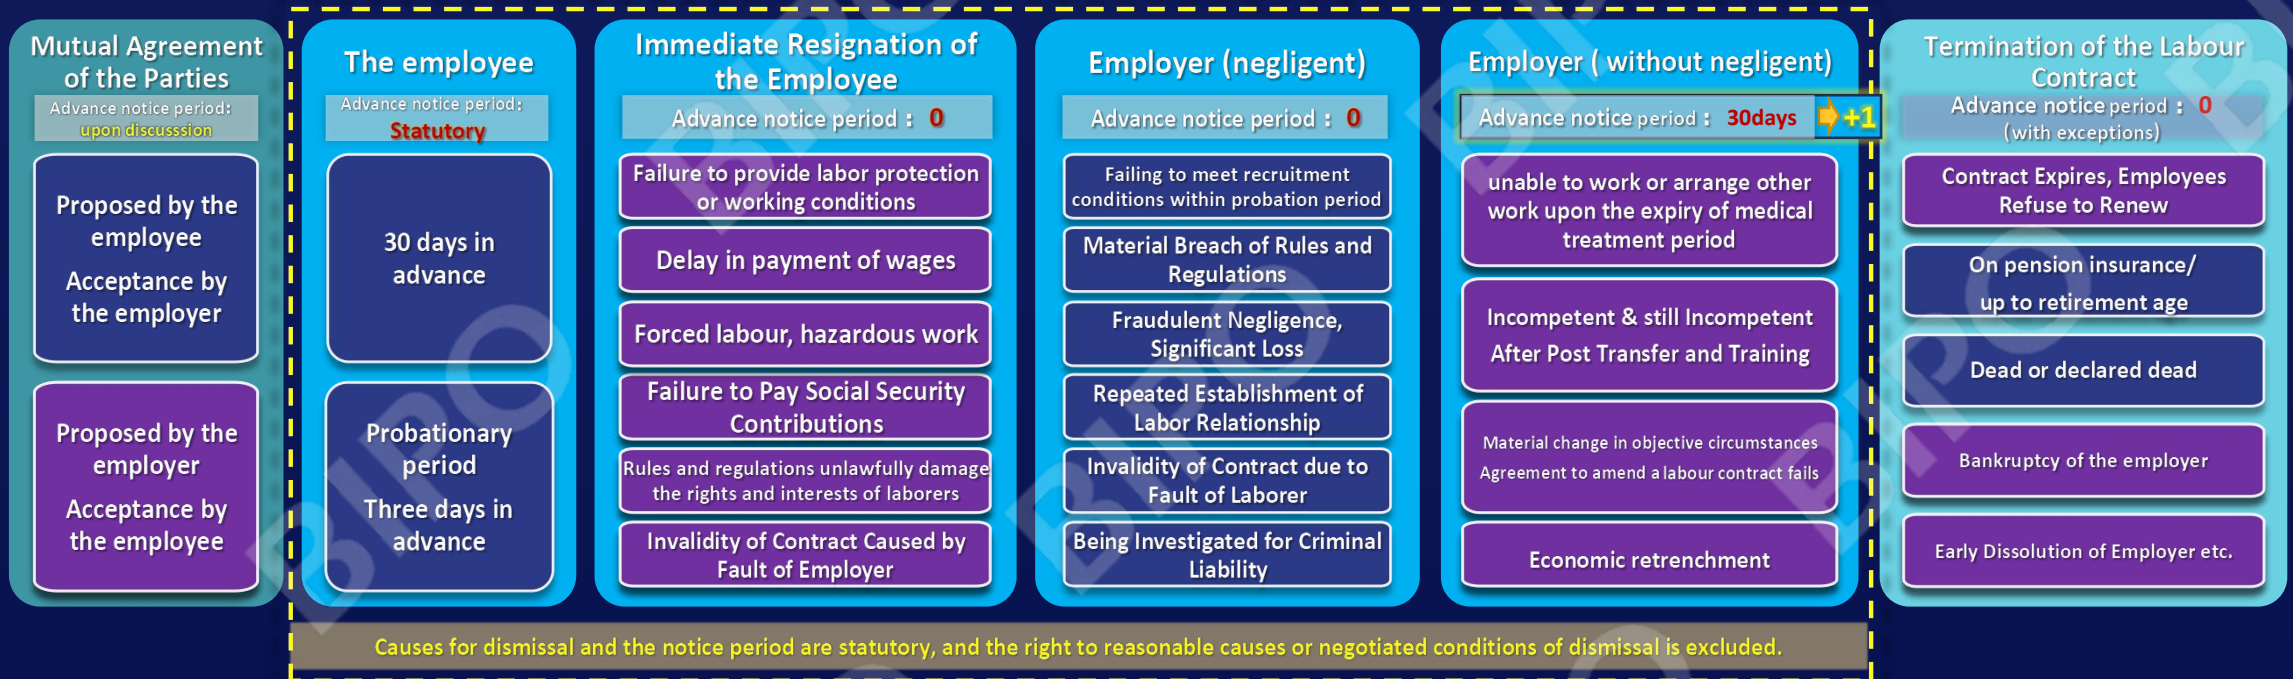 Mutual Agreement
of the Parties
Advance notice period:
upon discusssion
Proposed by the
employee
Acceptance by
the employer
Proposed by the
employer
Acceptance by
the employee
The employee
Advance notice period:
Statutory
30 days in
advance
Probationary
period
Three days in
advance
Immediate Resignation of
the Employee
Advance notice period : 0
Failure to provide labor protection
or working conditions
Delay in payment of wages
Forced labour, hazardous work
Failure to Pay Social Security
Contributions
Rules and regulations unlawfully damage
the rights and interests of laborers
Invalidity of Contract Caused by
Fault of Employer
Employer (negligent)
Advance notice period : 0
Failing to meet recruitment
conditions within probation period
Material Breach of Rules and
Regulations
Fraudulent Negligence,
Significant Loss
Repeated Establishment of
Labor Relationship
Invalidity of Contract due to
Fault of Laborer
Being Investigated for Criminal
Liability
Employer ( without negligent)
Advance notice period : 30days +1
unable to work or arrange other
work upon the expiry of medical
treatment period
Incompetent & still Incompetent
After Post Transfer and Training
Material change in objective circumstances
Agreement to amend a labour contract fails
Economic retrenchment
Termination of the Labour
Contract
Advance notice period : 0
(with exceptions)
Contract Expires, Employees
Refuse to Renew
On pension insurance/
up to retirement age
Dead or declared dead
Bankruptcy of the employer
Early Dissolution of Employer etc.
Causes for dismissal and the notice period are statutory, and the right to reasonable causes or negotiated conditions of dismissal is excluded.
BIPO
BIPO
BIPO
BIPO
BIPO